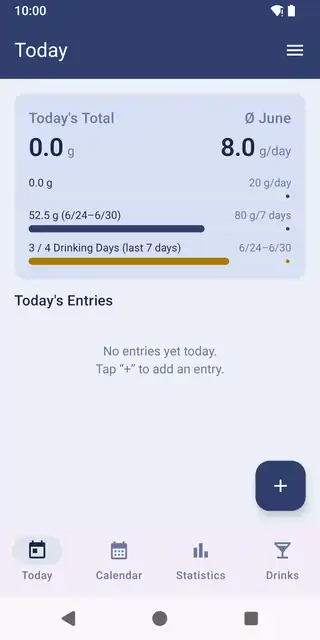 10:00
Today
Today's Total
Ø June
0.0 g
8.0 g/day
0.0 g
20 g/day
52.5 g (6/24–6/30)
80 g/7 days
3 / 4 Drinking Days (last 7 days)
6/24–6/30
Today's Entries
No entries yet today.
Tap “+” to add an entry.
+
Today
Calendar
Statistics
Drinks